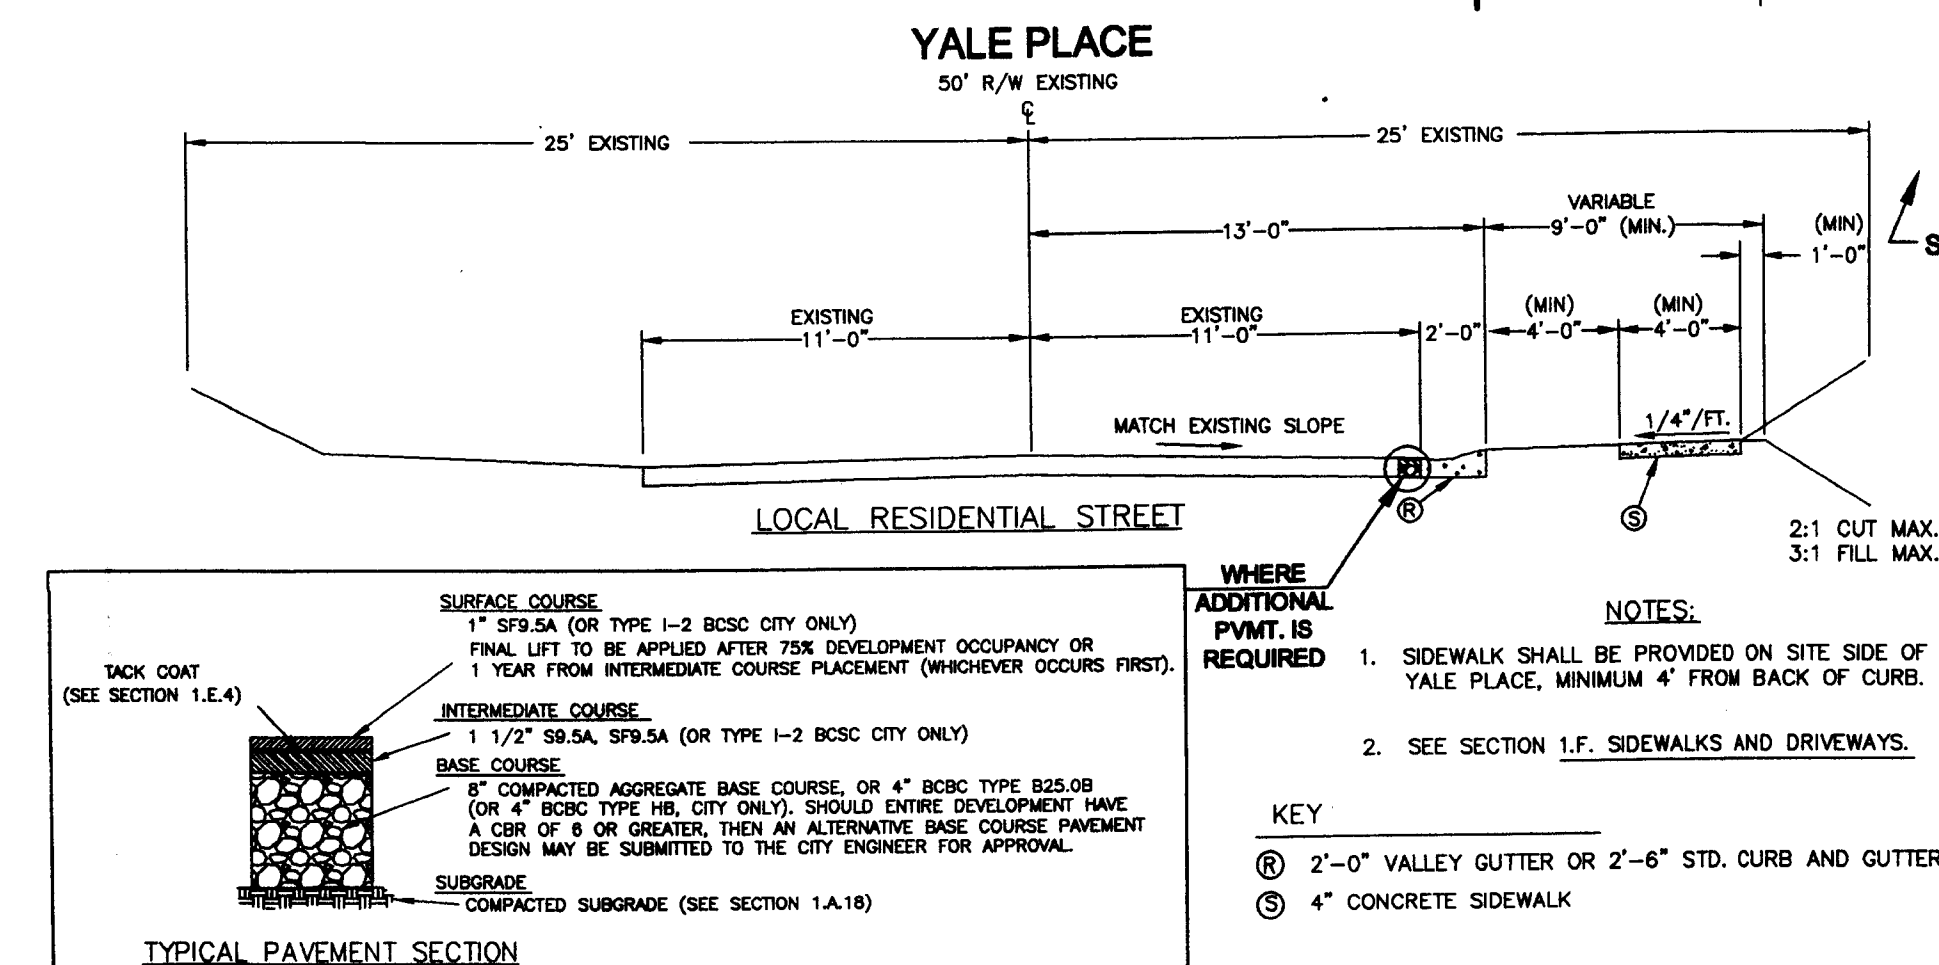 YALE PLACE
50' R/W EXISTING
CL
25' EXISTING
25' EXISTING
VARIABLE
13'-0"
9'-0" (MIN.)
(MIN)
1'-0"
S
EXISTING
11'-0"
EXISTING
11'-0"
2'-0"
(MIN)
4'-0"
(MIN)
4'-0"
MATCH EXISTING SLOPE
1/4"/FT.
R
S
LOCAL RESIDENTIAL STREET
2:1 CUT MAX.
3:1 FILL MAX.
WHERE
ADDITIONAL
PVMT. IS
REQUIRED
SURFACE COURSE
1" SF9.5A (OR TYPE I-2 BCSC CITY ONLY)
FINAL LIFT TO BE APPLIED AFTER 75% DEVELOPMENT OCCUPANCY OR
1 YEAR FROM INTERMEDIATE COURSE PLACEMENT (WHICHEVER OCCURS FIRST).
TACK COAT
(SEE SECTION 1.E.4)
INTERMEDIATE COURSE
1 1/2" S9.5A, SF9.5A (OR TYPE I-2 BCSC CITY ONLY)
BASE COURSE
8" COMPACTED AGGREGATE BASE COURSE, OR 4" BCBC TYPE B25.0B
(OR 4" BCBC TYPE HB, CITY ONLY). SHOULD ENTIRE DEVELOPMENT HAVE
A CBR OF 6 OR GREATER, THEN AN ALTERNATIVE BASE COURSE PAVEMENT
DESIGN MAY BE SUBMITTED TO THE CITY ENGINEER FOR APPROVAL.
SUBGRADE
COMPACTED SUBGRADE (SEE SECTION 1.A.18)
TYPICAL PAVEMENT SECTION
NOTES:
1. SIDEWALK SHALL BE PROVIDED ON SITE SIDE OF
YALE PLACE, MINIMUM 4' FROM BACK OF CURB.
2. SEE SECTION 1.F. SIDEWALKS AND DRIVEWAYS.
KEY
R 2'-0" VALLEY GUTTER OR 2'-6" STD. CURB AND GUTTER
S 4" CONCRETE SIDEWALK